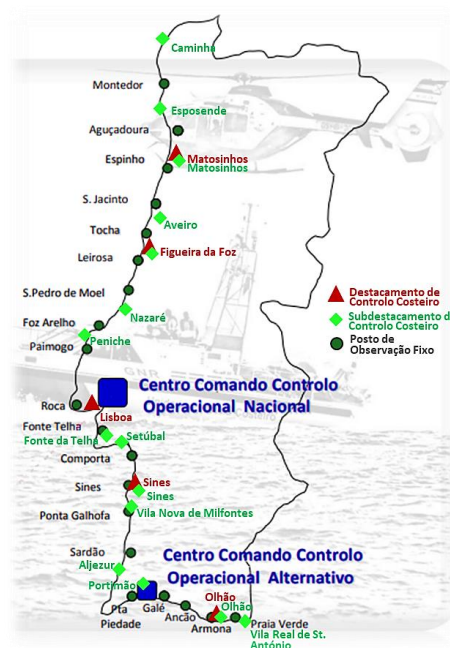 Caminha
Montedor
Esposende
Aguçadoura
Espinho
Matosinhos
Matosinhos
S. Jacinto
Aveiro
Tocha
Figueira da Foz
Leirosa
S.Pedro de Moel
Nazaré
Foz Arelho
Peniche
Paimogo
Destacamento de
Controlo Costeiro
Subdestacamento d
Controlo Costeiro
Posto de
Observação Fixo
Centro Comando Controlo
Operacional Nacional
Roca
Lisboa
Fonte Telha
Fonte da Telha
Setúbal
Comporta
Sines
Sines
Sines
Vila Nova de Milfontes
Ponta Galhofa
Centro Comando Controlo
Operacional Alternativo
Sardão
Aljezur
Portimão
Pta
Piedade
Galé
Ancão
Olhão
Olhão
Armona
Praia Verde
Vila Real de St.
António
GNR